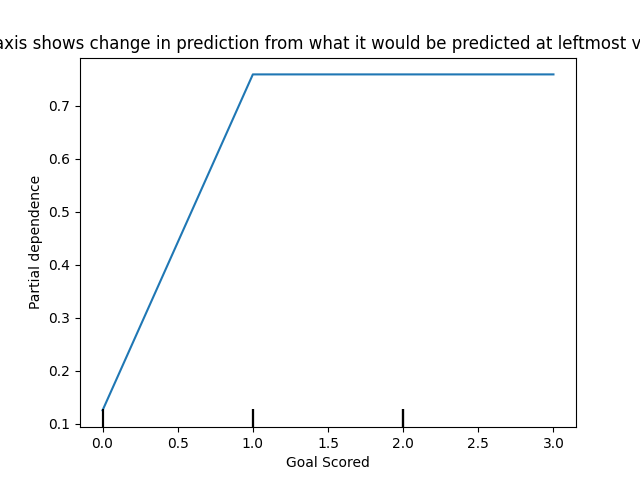 axis shows change in prediction from what it would be predicted at leftmost v
0.7
0.6
0.5
0.4
0.3
0.2
0.1
Partial dependence
0.0 0.5 1.0 1.5 2.0 2.5 3.0
Goal Scored